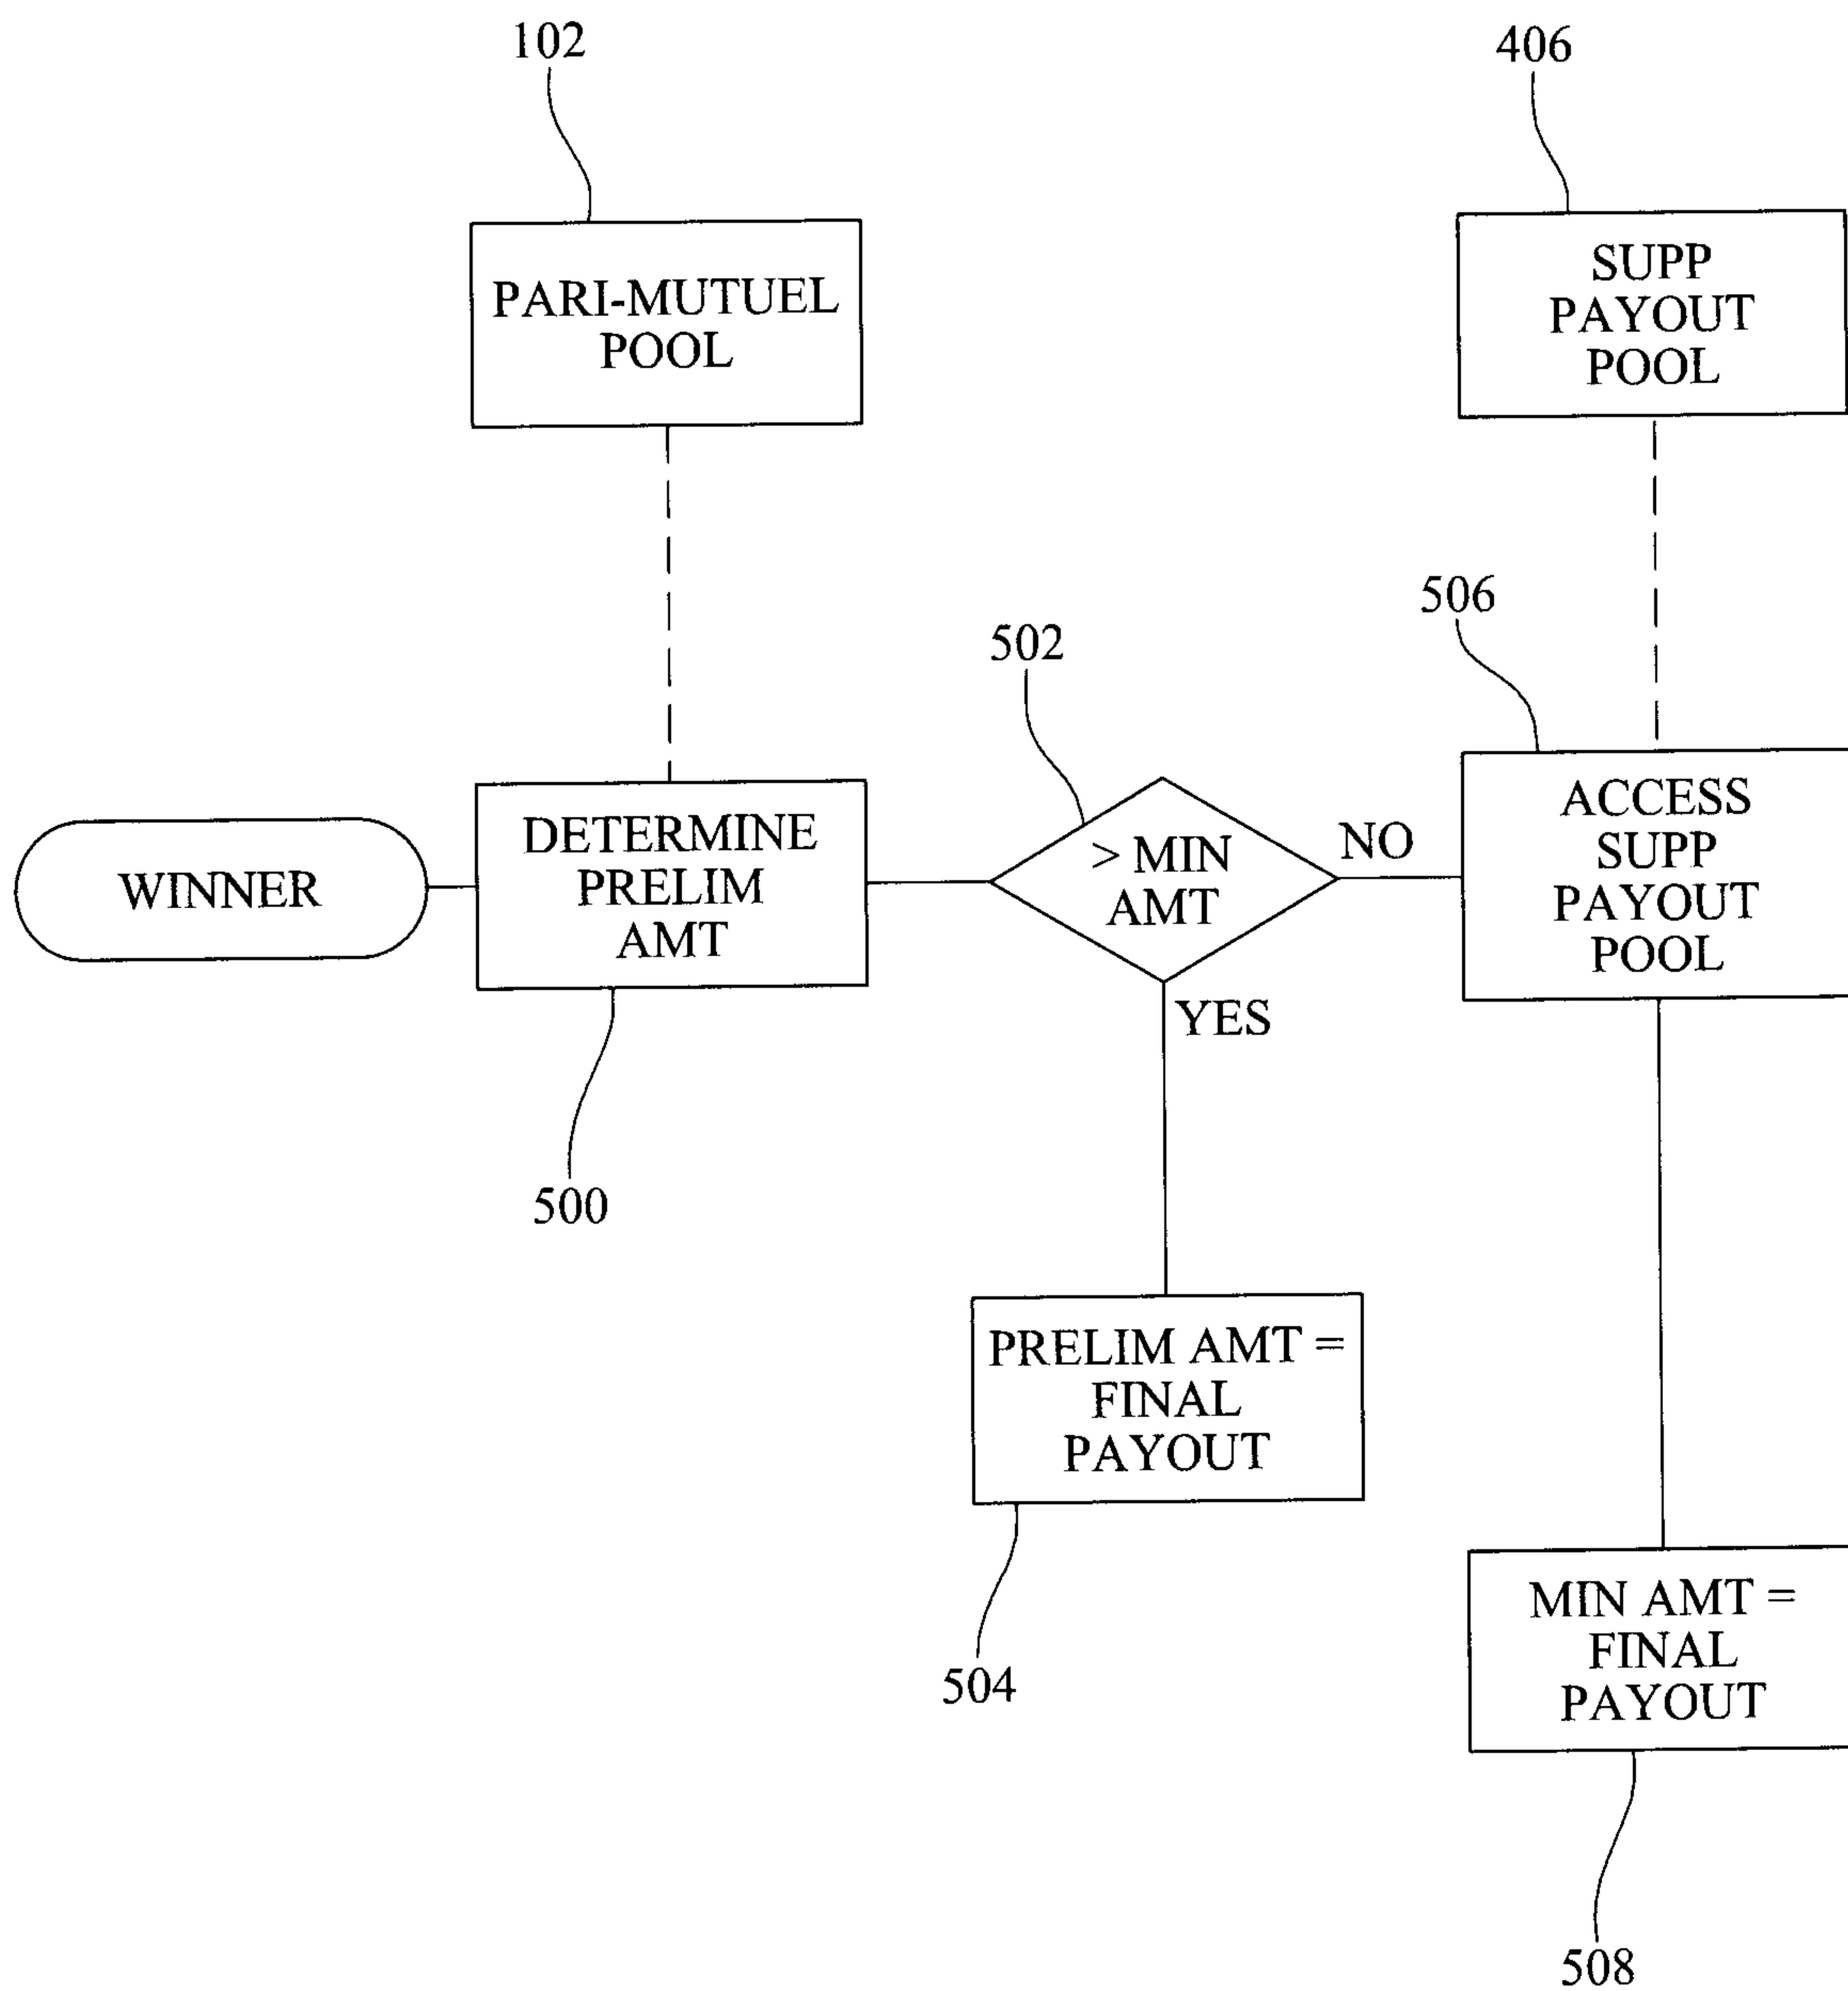 102
406
PARI-MUTUEL
POOL
SUPP
PAYOUT
POOL
506
502
WINNER
DETERMINE
PRELIM
AMT
> MIN
AMT
NO
ACCESS
SUPP
PAYOUT
POOL
YES
500
PRELIM AMT =
FINAL
PAYOUT
504
MIN AMT =
FINAL
PAYOUT
508